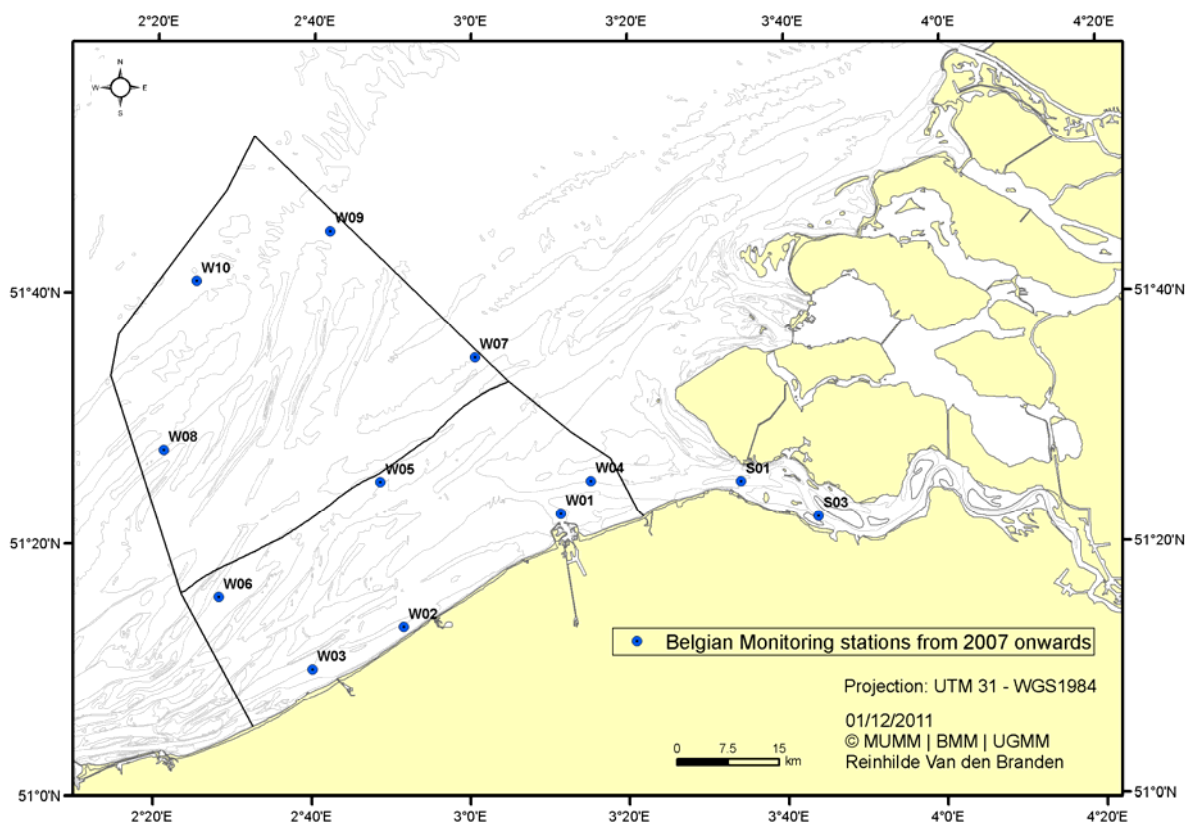 2°20'E 2°40'E 3°0'E 3°20'E 3°40'E 4°0'E 4°20'E
N
W E
S
W09
W10
51°40'N 51°40'N
W07
W08
W05 W04 S01
W01
S03
51°20'N 51°20'N
W06
W02
Belgian Monitoring stations from 2007 onwards
W03
Projection: UTM 31 - WGS1984
01/12/2011
© MUMM | BMM | UGMM
Reinhilde Van den Branden
0 7.5 15
km
51°0'N 51°0'N
2°20'E 2°40'E 3°0'E 3°20'E 3°40'E 4°0'E 4°20'E